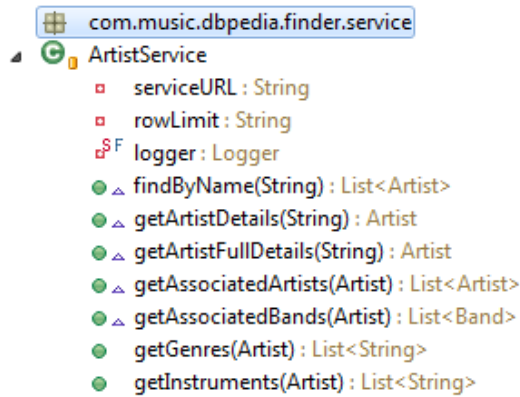 com.music.dbpedia.finder.service
ArtistService
serviceURL : String
rowLimit : String
S F logger : Logger
findByName(String) : List<Artist>
getArtistDetails(String) : Artist
getArtistFullDetails(String) : Artist
getAssociatedArtists(Artist) : List<Artist>
getAssociatedBands(Artist) : List<Band>
getGenres(Artist) : List<String>
getInstruments(Artist) : List<String>